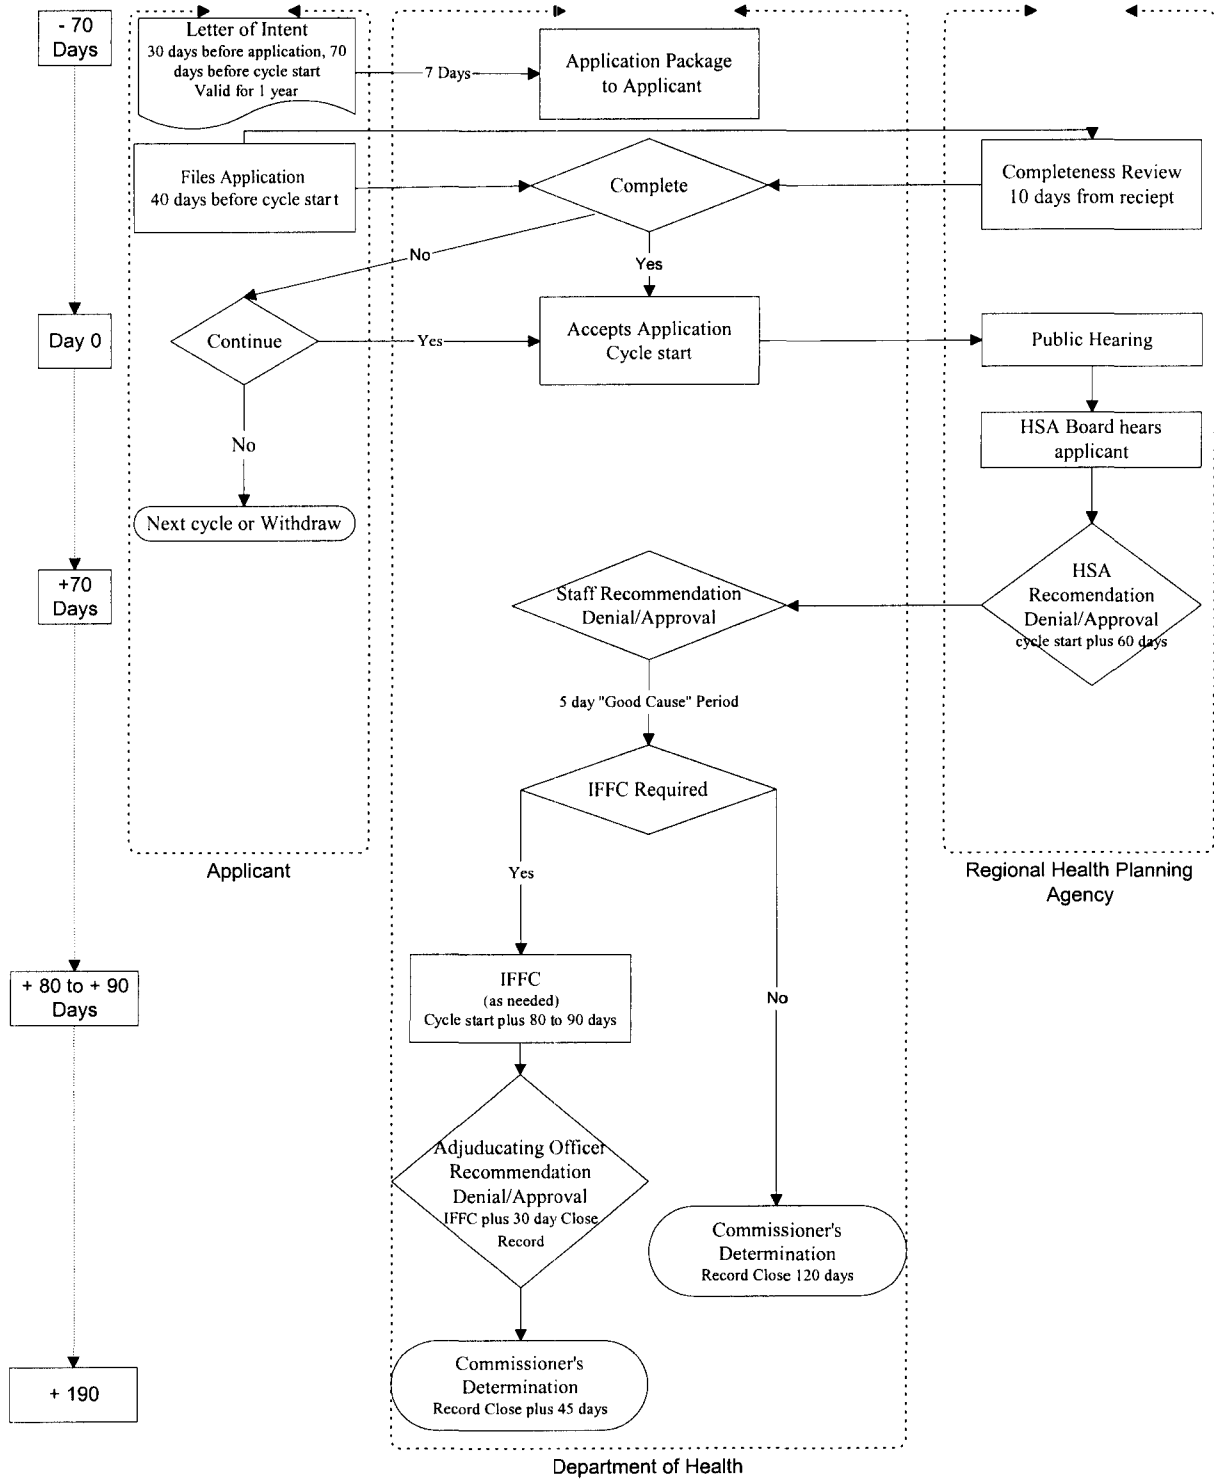 - 70
Days
Letter of Intent
30 days before application, 70
days before cycle start
Valid for 1 year
7 Days
Application Package
to Applicant
Files Application
40 days before cycle start
Complete
Completeness Review
10 days from reciept
No
Yes
Day 0
Continue
Yes
Accepts Application
Cycle start
Public Hearing
No
HSA Board hears
applicant
Next cycle or Withdraw
+70
Days
Staff Recommendation
Denial/Approval
HSA
Recomendation
Denial/Approval
cycle start plus 60 days
5 day "Good Cause" Period
IFFC Required
Applicant
Regional Health Planning
Agency
Yes
No
+ 80 to + 90
Days
IFFC
(as needed)
Cycle start plus 80 to 90 days
Adjuducating Officer
Recommendation
Denial/Approval
IFFC plus 30 day Close
Record
Commissioner's
Determination
Record Close 120 days
+ 190
Commissioner's
Determination
Record Close plus 45 days
Department of Health